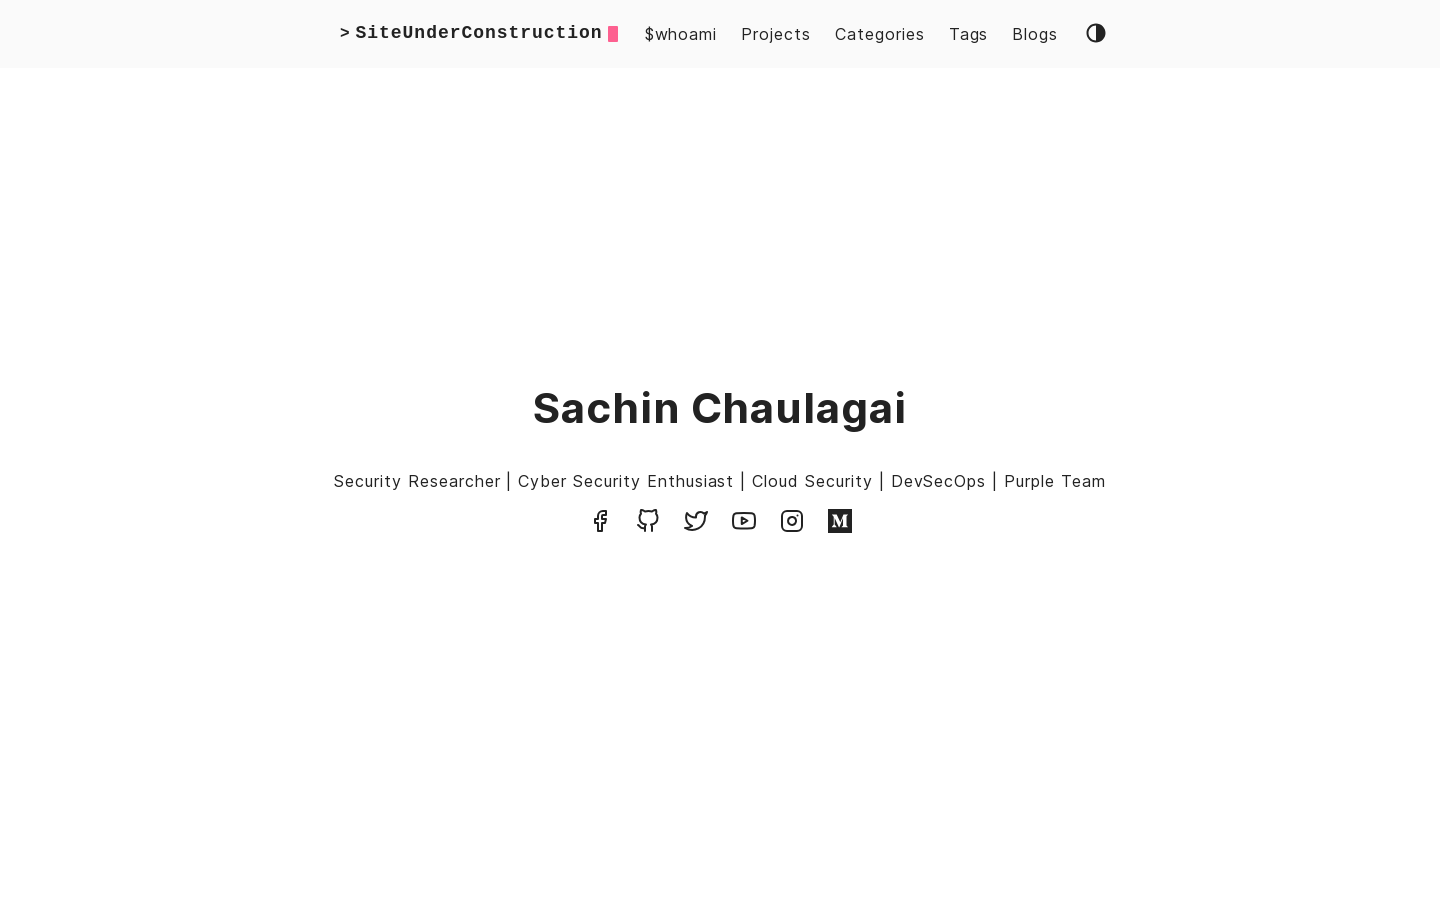 > SiteUnderConstruction $whoami Projects Categories Tags Blogs
Sachin Chaulagai
Security Researcher | Cyber Security Enthusiast | Cloud Security | DevSecOps | Purple Team
M